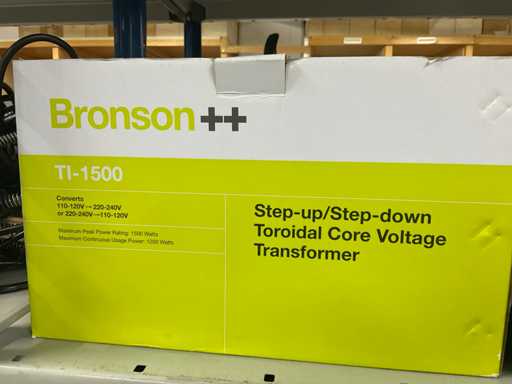 Bronson++
TI-1500
Converts
110-120V→220-240V
or 220-240V→110-120V
Maximum Peak Power Rating: 1500 Watts
Maximum Continuous Usage Power: 1200 Watts
Step-up/Step-down
Toroidal Core Voltage
Transformer